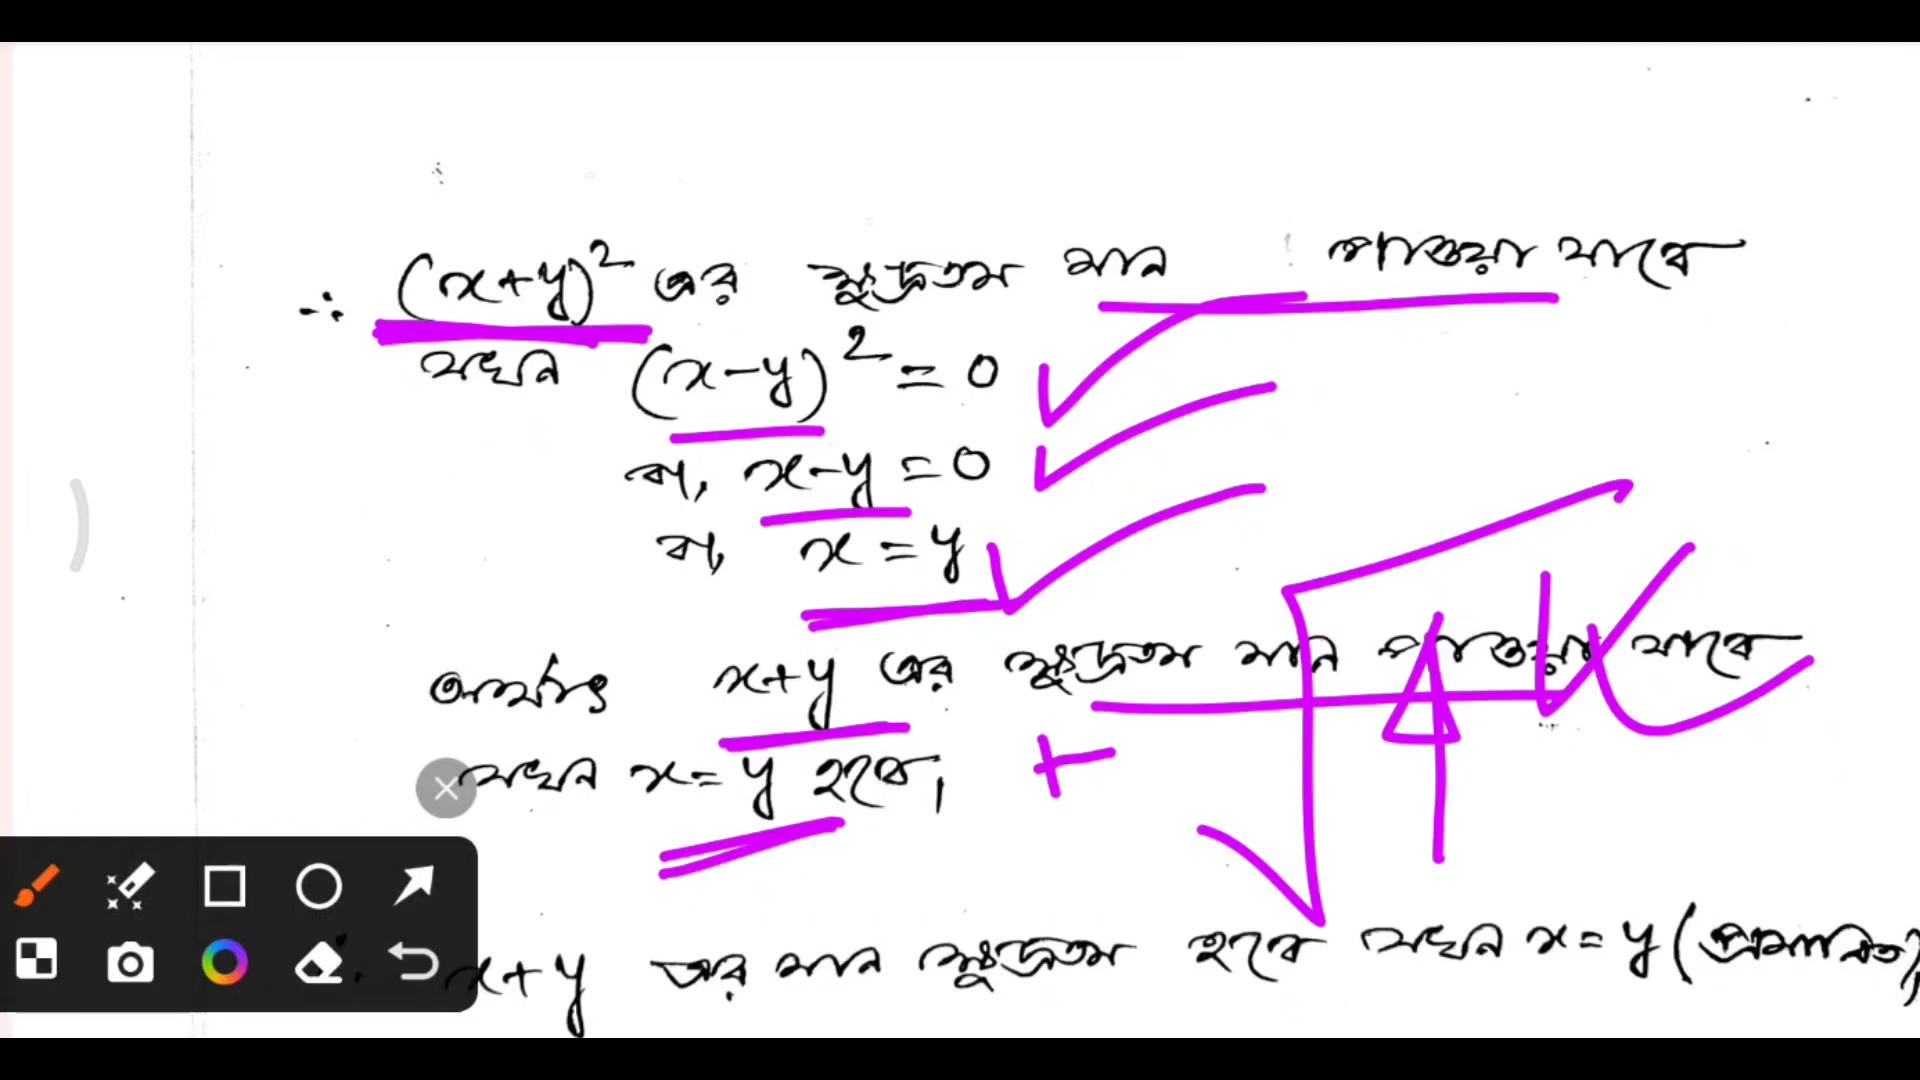 ∴ (x+y)² এর ক্ষুদ্রতম মান পাওয়া যাবে
যখন (x-y)² = 0
বা, x-y = 0
বা, x = y
অর্থাৎ x+y এর ক্ষুদ্রতম মান পাওয়া যাবে
যখন x = y হবে,
x+y এর মান ক্ষুদ্রতম হবে যখন x = y (প্রমাণিত)